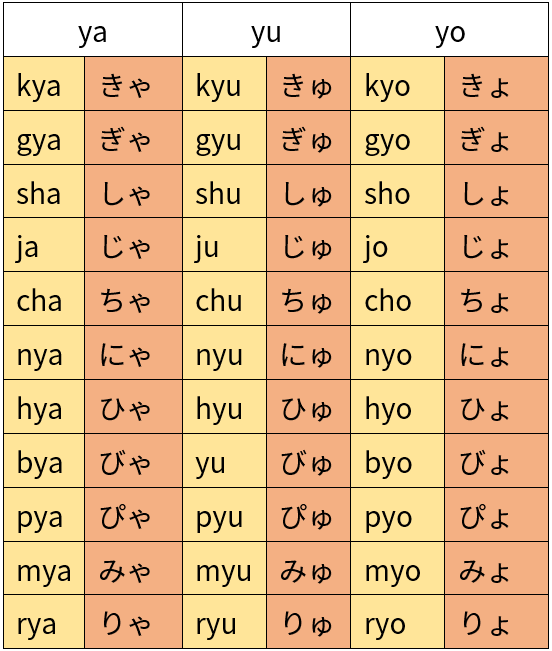 ya yu yo
kya きゃ kyu きゅ kyo きょ
gya ぎゃ gyu ぎゅ gyo ぎょ
sha しゃ shu しゅ sho しょ
ja じゃ ju じゅ jo じょ
cha ちゃ chu ちゅ cho ちょ
nya にゃ nyu にゅ nyo にょ
hya ひゃ hyu ひゅ hyo ひょ
bya びゃ yu びゅ byo びょ
pya ぴゃ pyu ぴゅ pyo ぴょ
mya みゃ myu みゅ myo みょ
rya りゃ ryu りゅ ryo りょ